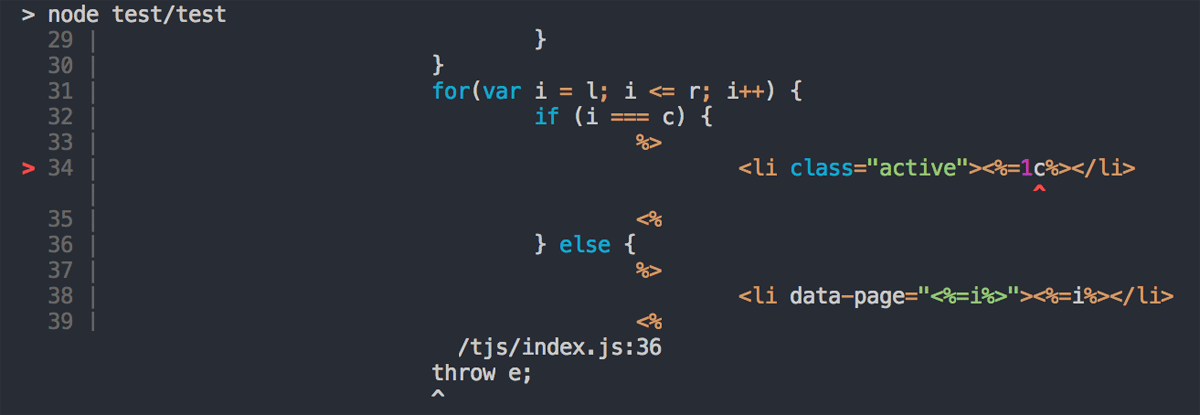 > node test/test
29 | }
30 | }
31 | for(var i = l; i <= r; i++) {
32 | if (i === c) {
33 | %>
> 34 | <li class="active"><%=1c%></li>
| ^
35 | <%
36 | } else {
37 | %>
38 | <li data-page="<%=i%>"><%=i%></li>
39 | <%
/tjs/index.js:36
throw e;
^